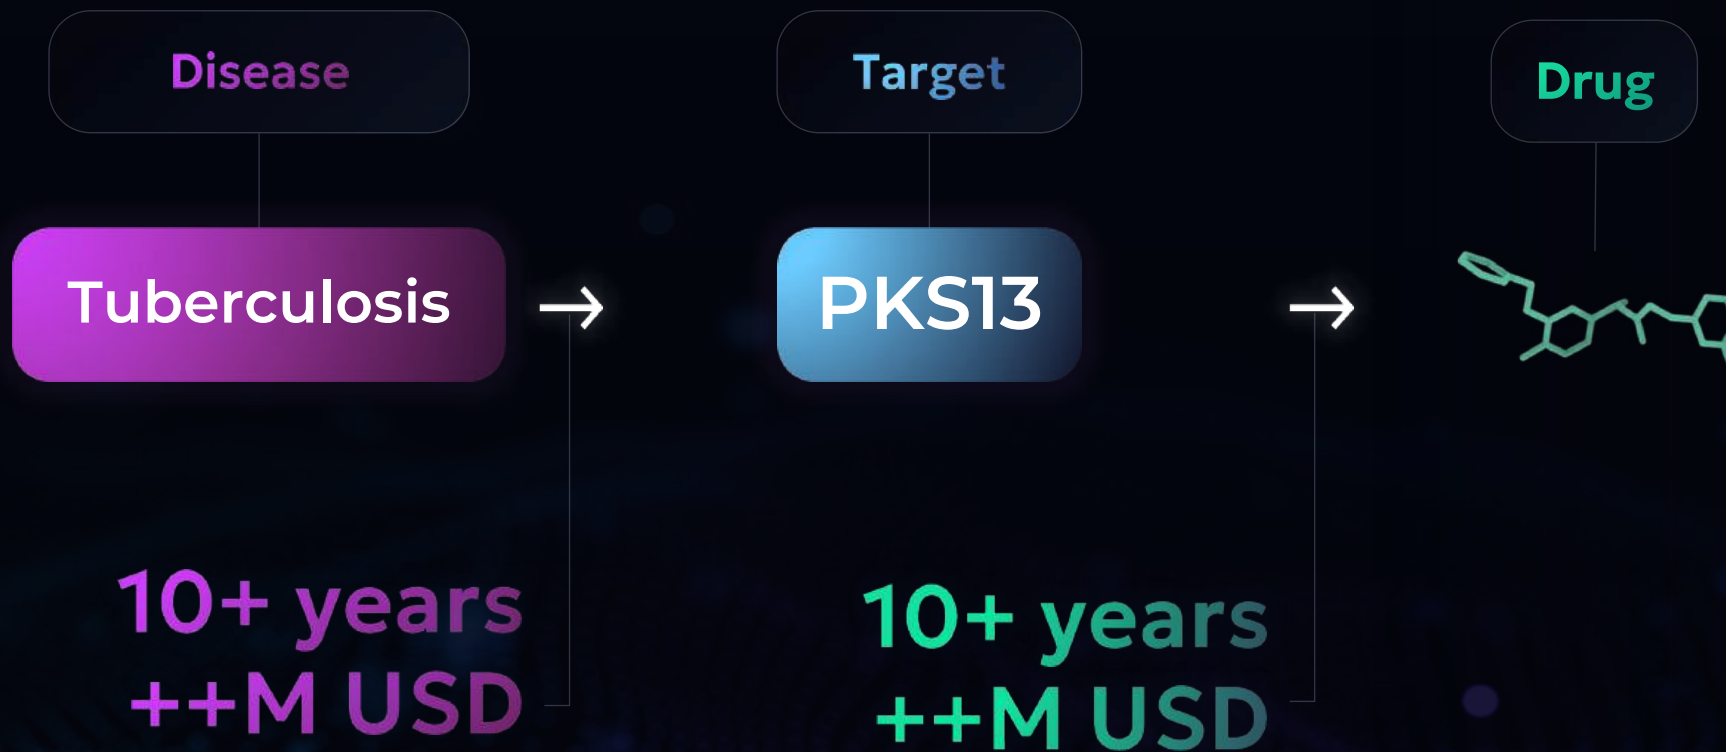 Disease
Target
Drug
Tuberculosis
→
PKS13
→
10+ years
++M USD
10+ years
++M USD